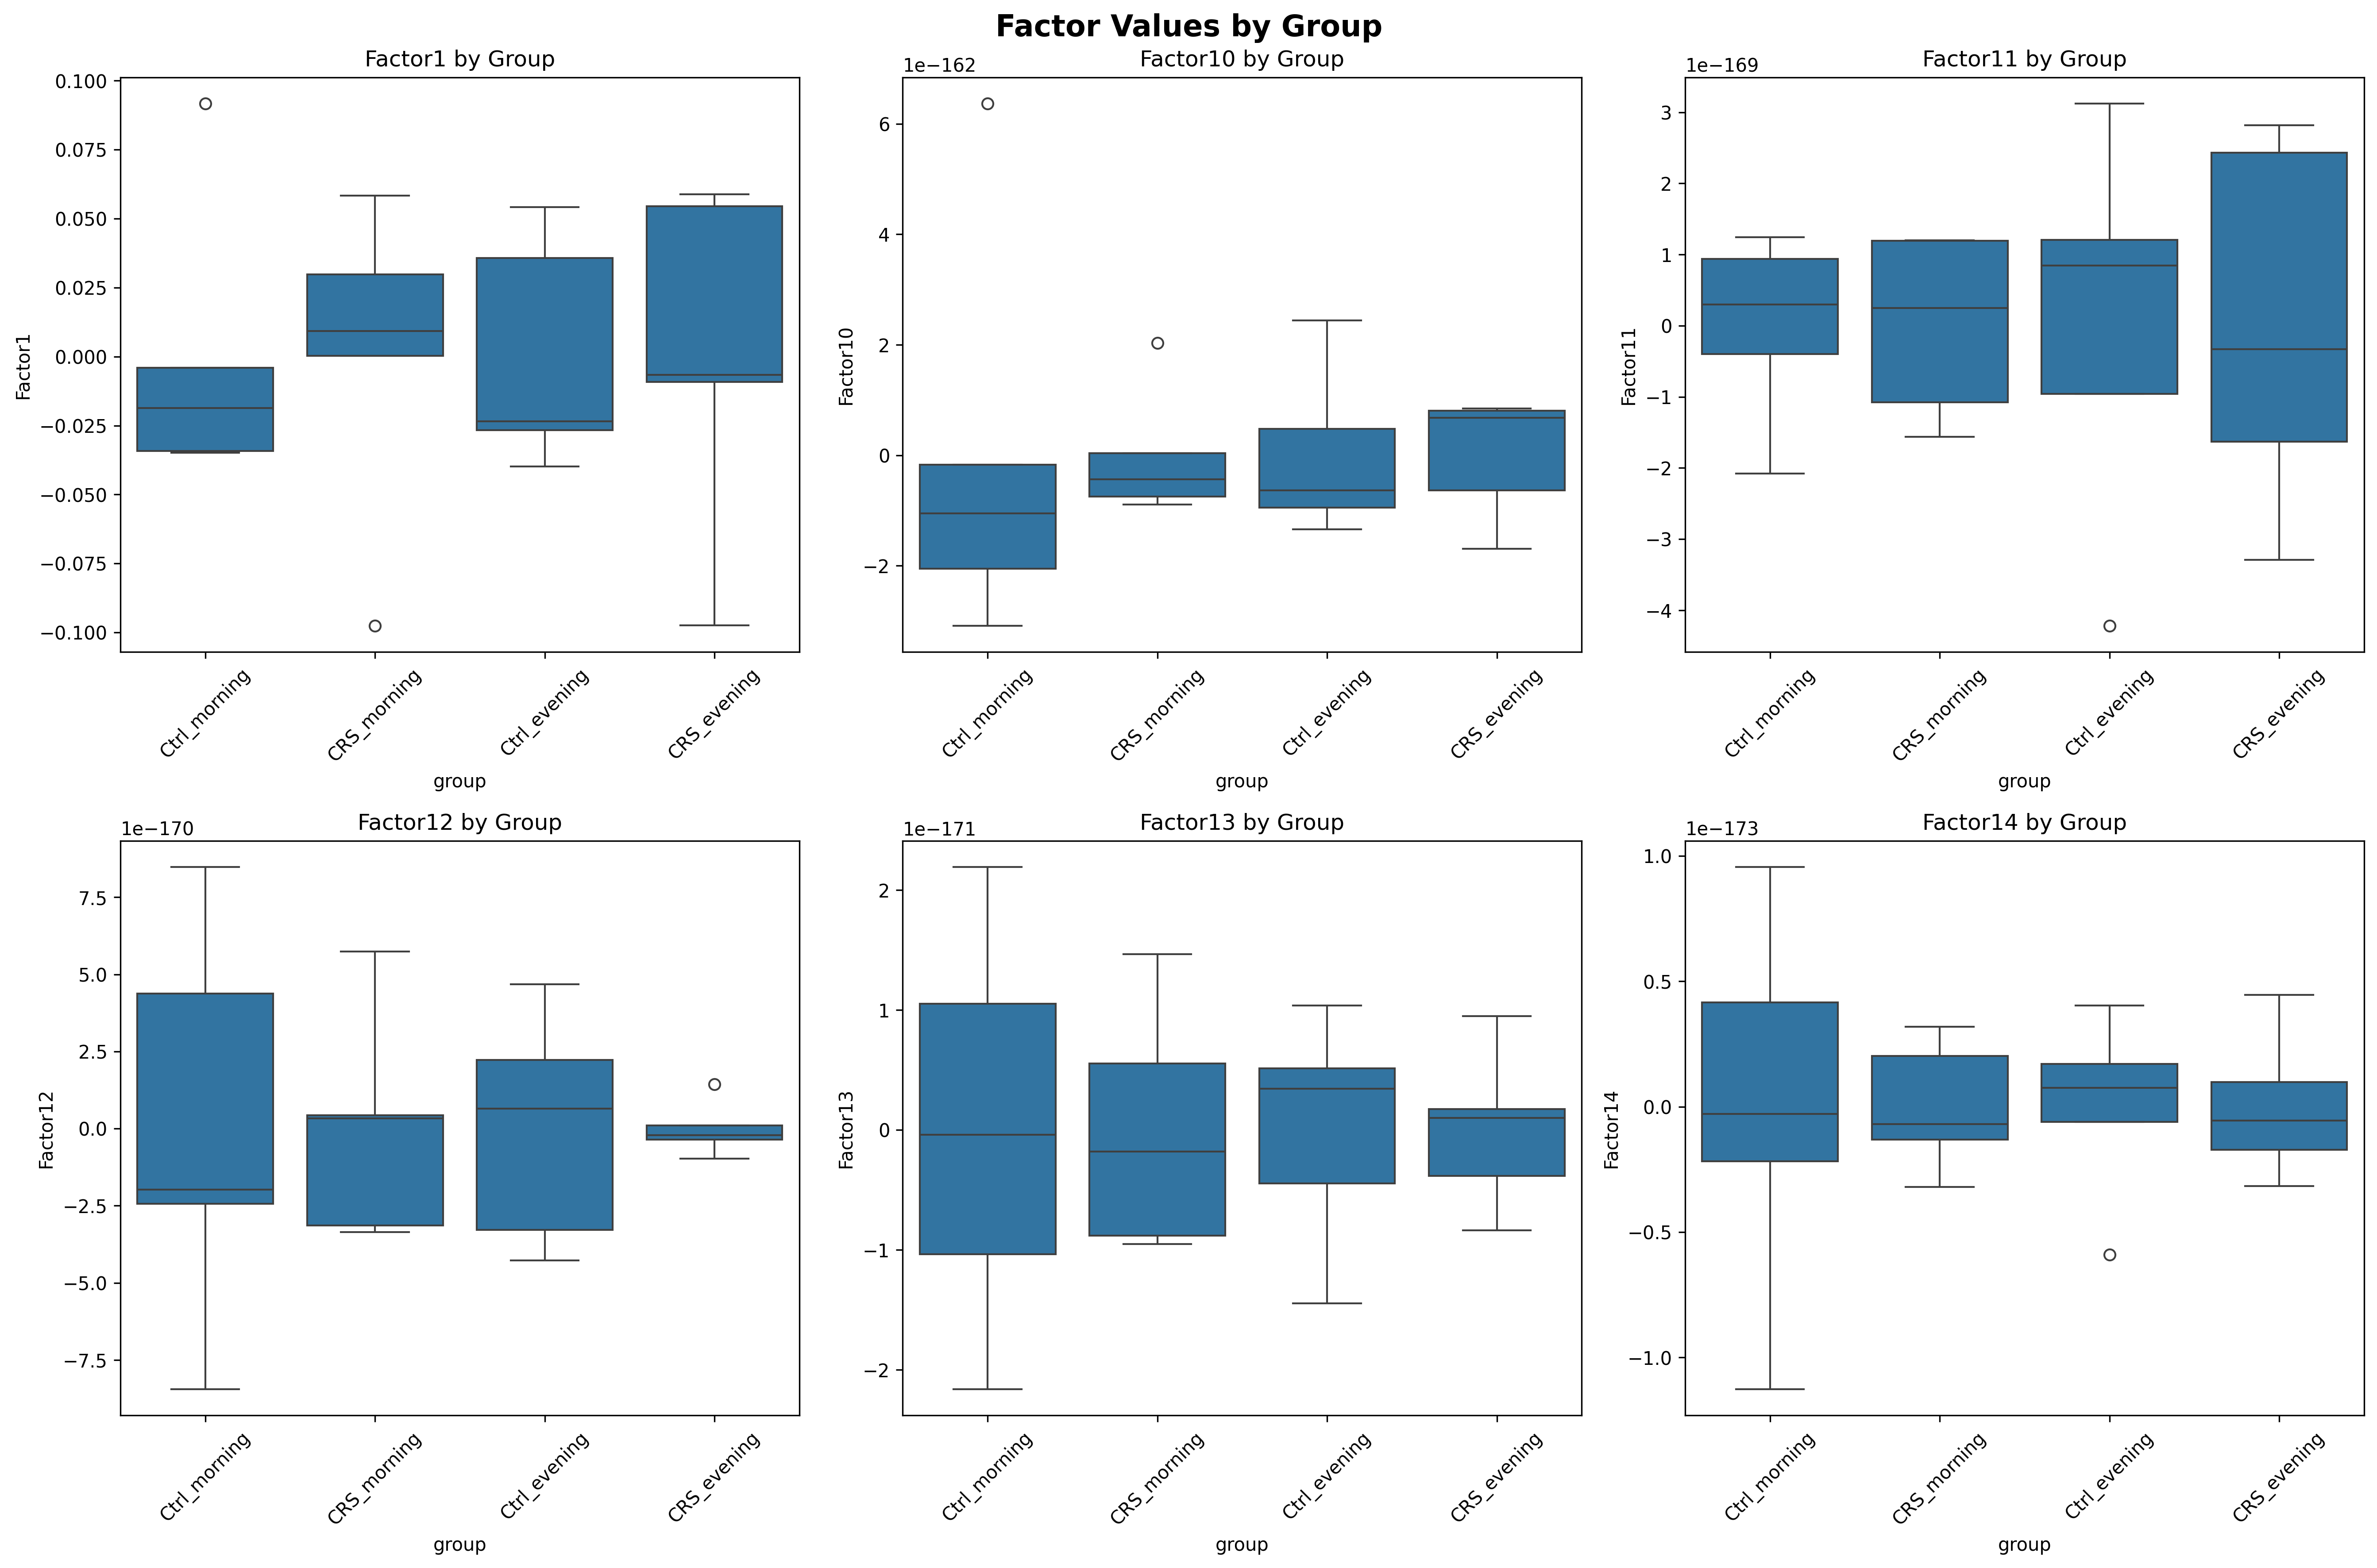 Factor Values by Group
Factor1 by Group
0.100
0.075
0.050
0.025
0.000
−0.025
−0.050
−0.075
−0.100
Factor1
Ctrl_morning
CRS_morning
Ctrl_evening
CRS_evening
group
Factor10 by Group
1e−162
6
4
2
0
−2
Factor10
Ctrl_morning
CRS_morning
Ctrl_evening
CRS_evening
group
Factor11 by Group
1e−169
3
2
1
0
−1
−2
−3
−4
Factor11
Ctrl_morning
CRS_morning
Ctrl_evening
CRS_evening
group
Factor12 by Group
1e−170
7.5
5.0
2.5
0.0
−2.5
−5.0
−7.5
Factor12
Ctrl_morning
CRS_morning
Ctrl_evening
CRS_evening
group
Factor13 by Group
1e−171
2
1
0
−1
−2
Factor13
Ctrl_morning
CRS_morning
Ctrl_evening
CRS_evening
group
Factor14 by Group
1e−173
1.0
0.5
0.0
−0.5
−1.0
Factor14
Ctrl_morning
CRS_morning
Ctrl_evening
CRS_evening
group